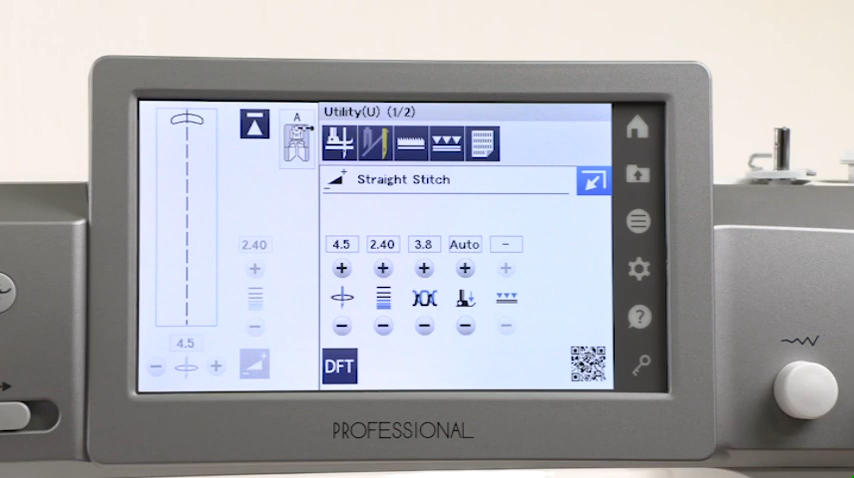 Utility(U) (1/2)
A
Straight Stitch
2.40
4.5 2.40 3.8 Auto -
4.5
DFT
PROFESSIONAL